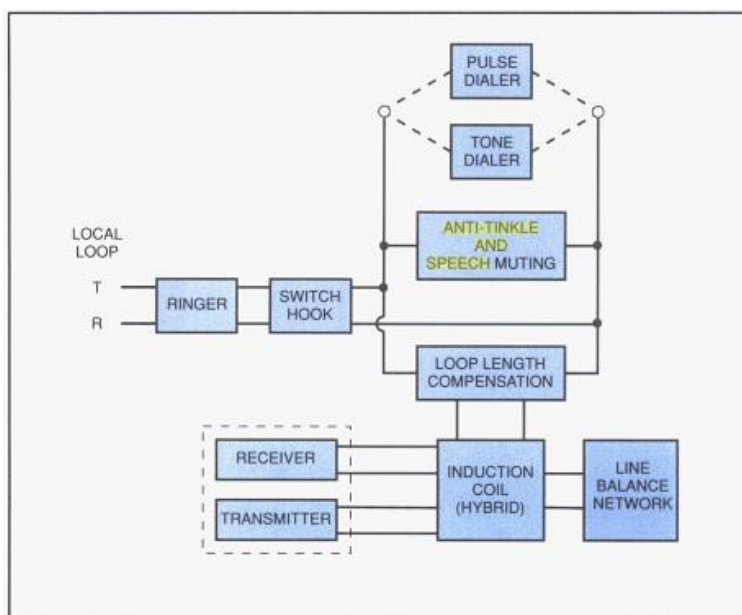 PULSE
DIALER
TONE
DIALER
ANTI-TINKLE
AND
SPEECH MUTING
LOCAL
LOOP
T
R
RINGER
SWITCH
HOOK
LOOP LENGTH
COMPENSATION
RECEIVER
TRANSMITTER
INDUCTION
COIL
(HYBRID)
LINE
BALANCE
NETWORK